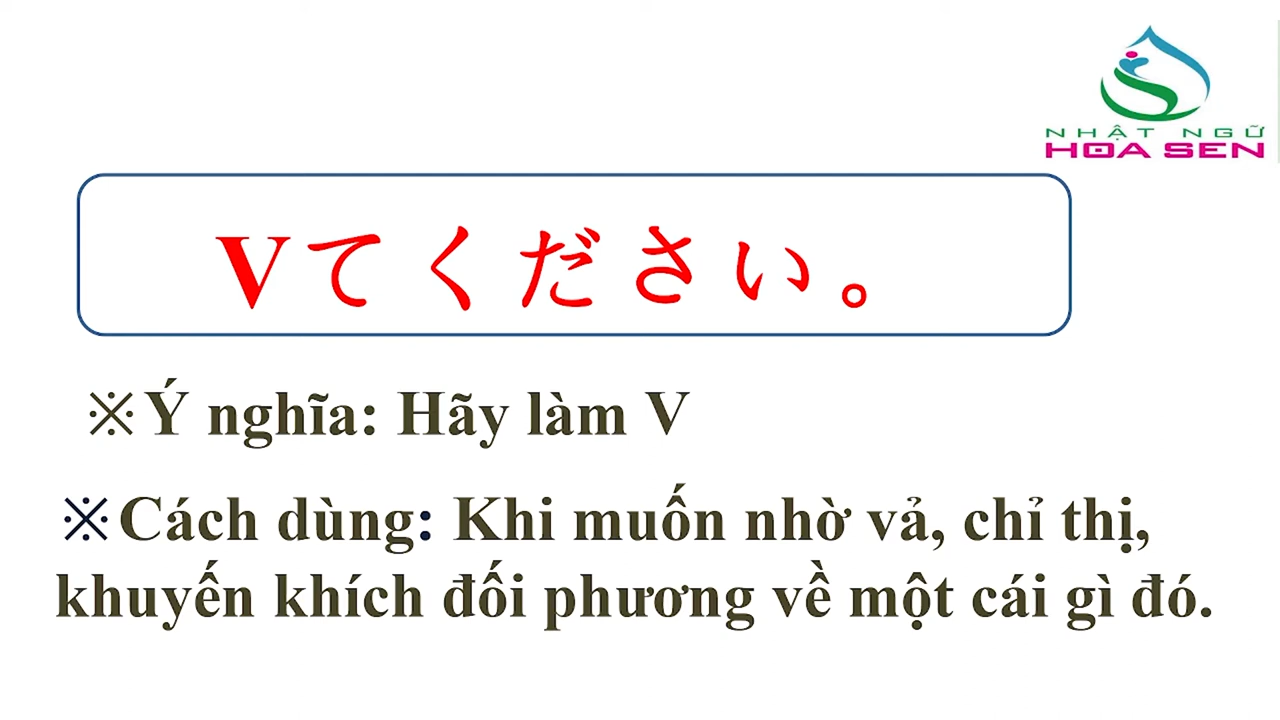 NHẬT NGỮ
HOA SEN
Vてください。
※Ý nghĩa: Hãy làm V
※Cách dùng: Khi muốn nhờ vả, chỉ thị,
khuyến khích đối phương về một cái gì đó.